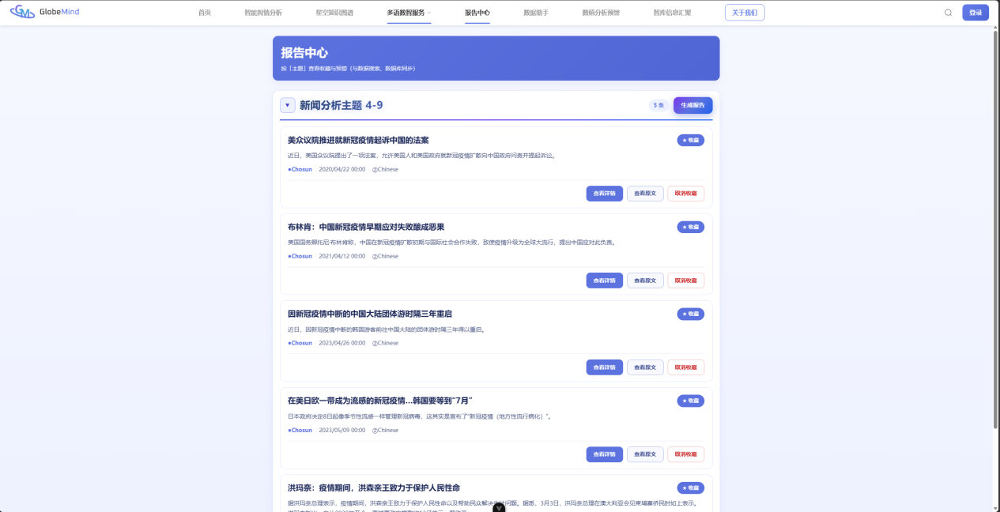 GlobeMind
首页
智能舆情分析
星空知识图谱
多语数智服务
报告中心
数据助手
数值分析预警
智库信息汇聚
关于我们
登录
报告中心
按「主题」查看收藏与预警（与数据搜索、数据库同步）
新闻分析主题 4-9
5 条
生成报告
美众议院推进就新冠疫情起诉中国的法案
★ 收藏
近日，美国众议院提出了一项法案，允许美国人和美国政府就新冠疫情扩散向中国政府问责并提起诉讼。
●Chosun 2020/04/22 00:00 Chinese
查看详情
查看原文
取消收藏
布林肯：中国新冠疫情早期应对失败酿成恶果
★ 收藏
美国国务卿托尼·布林肯称，中国在新冠疫情扩散初期与国际社会合作失败，致使疫情升级为全球大流行，提出中国应对此负责。
●Chosun 2021/04/12 00:00 Chinese
查看详情
查看原文
取消收藏
因新冠疫情中断的中国大陆团体游时隔三年重启
★ 收藏
近日，因新冠疫情中断的韩国游客前往中国大陆的团体游时隔三年得以重启。
●Chosun 2023/04/26 00:00 Chinese
查看详情
查看原文
取消收藏
在美日欧一带成为流感的新冠疫情…韩国要等到“7月”
★ 收藏
日本政府决定8日起像季节性流感一样管理新冠病毒，这其实是宣布了“新冠疫情（地方性流行病化）”。
●Chosun 2023/05/09 00:00 Chinese
查看详情
查看原文
取消收藏
洪玛奈：疫情期间，洪森亲王致力于保护人民性命
★ 收藏
据洪玛奈总理表示，疫情期间，洪森亲王致力于保护人民性命以及帮助民众解决生计问题。据悉，3月3日，洪玛奈总理在澳大利亚会见柬埔寨侨民时如上表示。